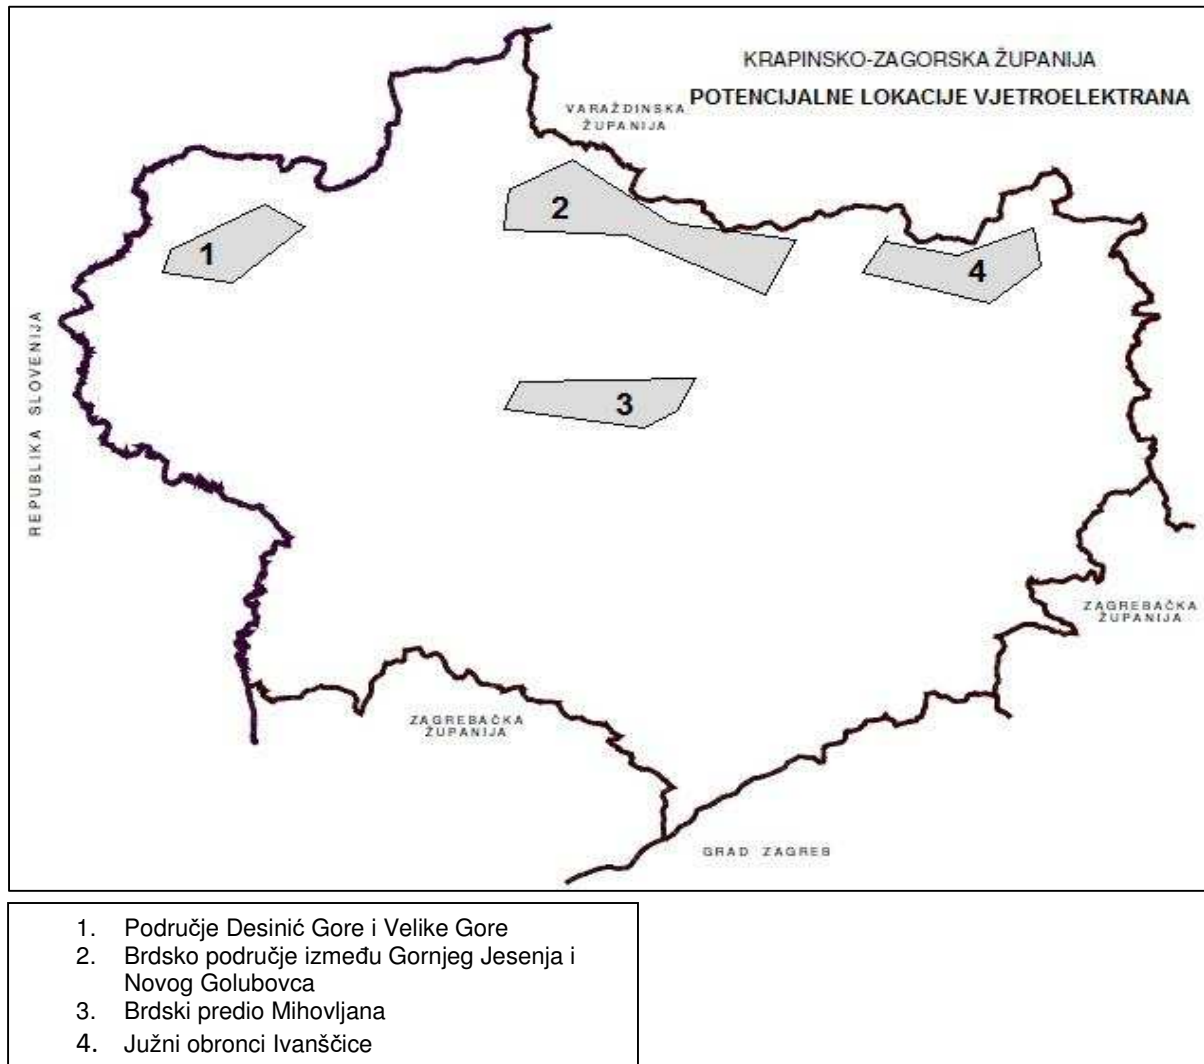 KRAPINSKO-ZAGORSKA ŽUPANIJA
POTENCIJALNE LOKACIJE VJETROELEKTRANA
VARAŽDINSKA
ŽUPANIJA
1
2
3
4
REPUBLIKA SLOVENIJA
ZAGREBAČKA
ŽUPANIJA
ZAGREBAČKA
ŽUPANIJA
GRAD ZAGREB
1. Područje Desinić Gore i Velike Gore
2. Brdsko područje između Gornjeg Jesenja i
Novog Golubovca
3. Brdski predio Mihovljana
4. Južni obronci Ivanščice